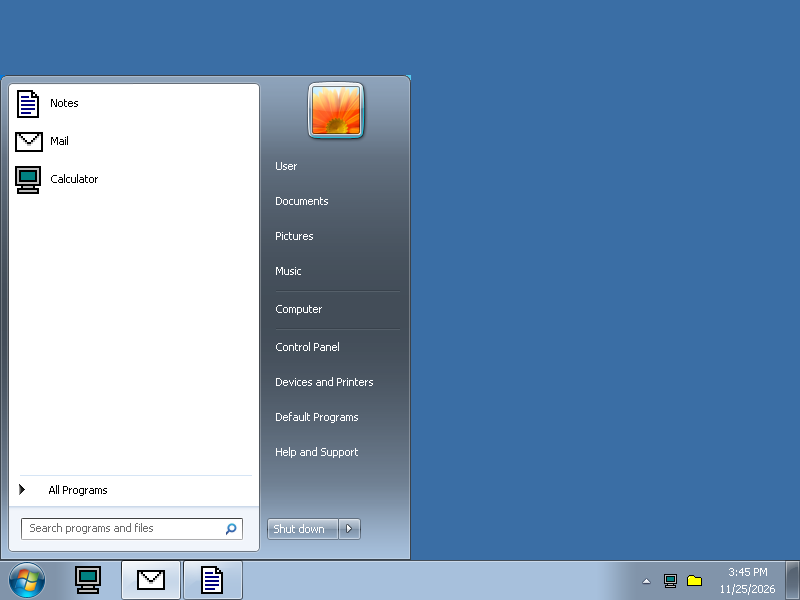 Notes
Mail
Calculator
All Programs
Search programs and files
User
Documents
Pictures
Music
Computer
Control Panel
Devices and Printers
Default Programs
Help and Support
Shut down
3:45 PM
11/25/2026